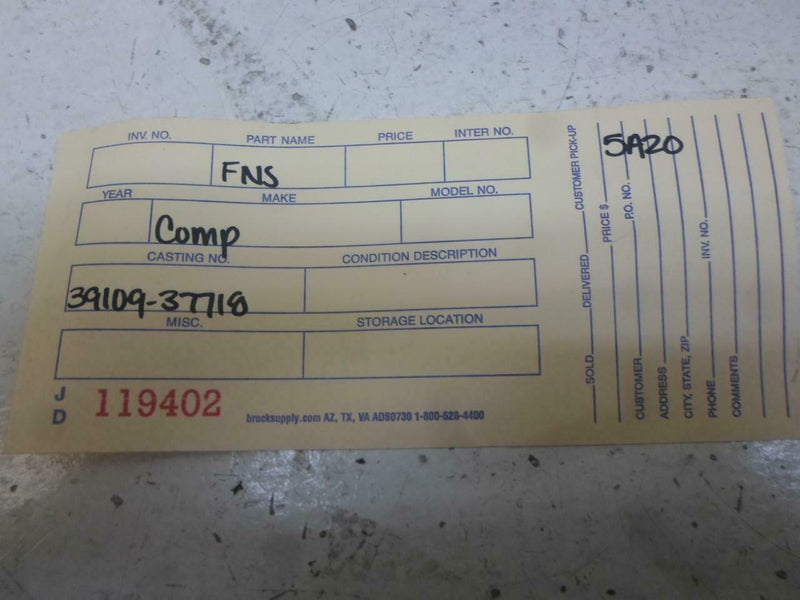 INV. NO. PART NAME PRICE INTER NO.
FNS
YEAR MAKE MODEL NO.
Comp
CASTING NO. CONDITION DESCRIPTION
39109-37718
MISC. STORAGE LOCATION
J
D
119402
brocksupply.com AZ, TX, VA ADS0730 1-800-528-4400
5A20
SOLD DELIVERED CUSTOMER PICK-UP
PRICE $
CUSTOMER P.O. NO.
ADDRESS
CITY, STATE, ZIP
PHONE INV. NO.
COMMENTS